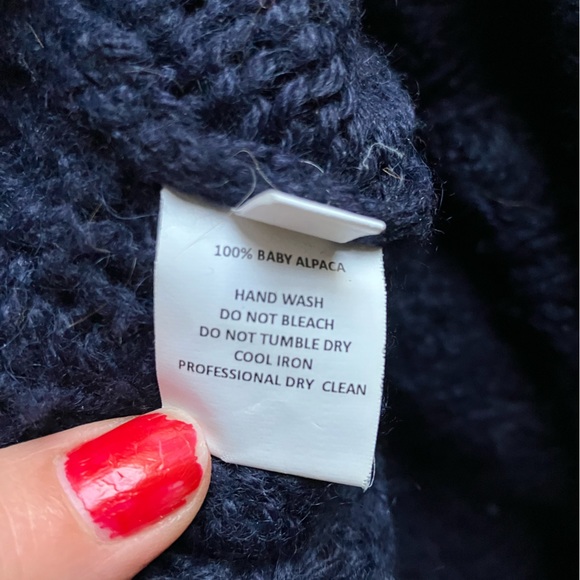 100% BABY ALPACA
HAND WASH
DO NOT BLEACH
DO NOT TUMBLE DRY
COOL IRON
PROFESSIONAL DRY CLEAN